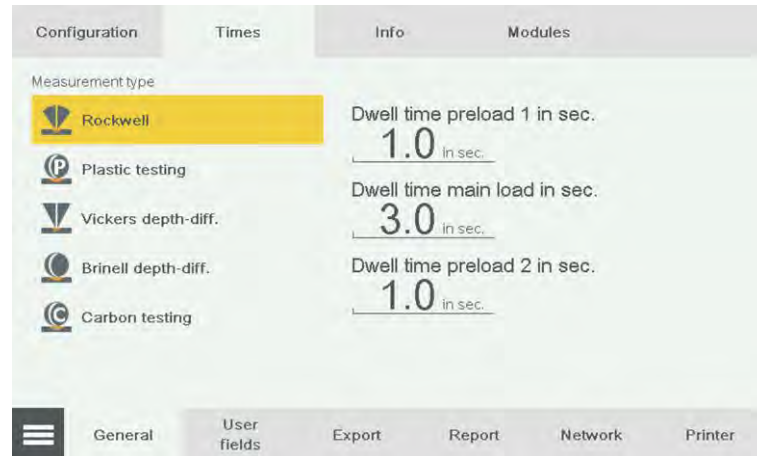 Configuration
Times
Info
Modules
Measurement type
Rockwell
Plastic testing
Vickers depth-diff.
Brinell depth-diff.
Carbon testing
Dwell time preload 1 in sec.
1.0 in sec.
Dwell time main load in sec.
3.0 in sec.
Dwell time preload 2 in sec.
1.0 in sec.
General
User
fields
Export
Report
Network
Printer